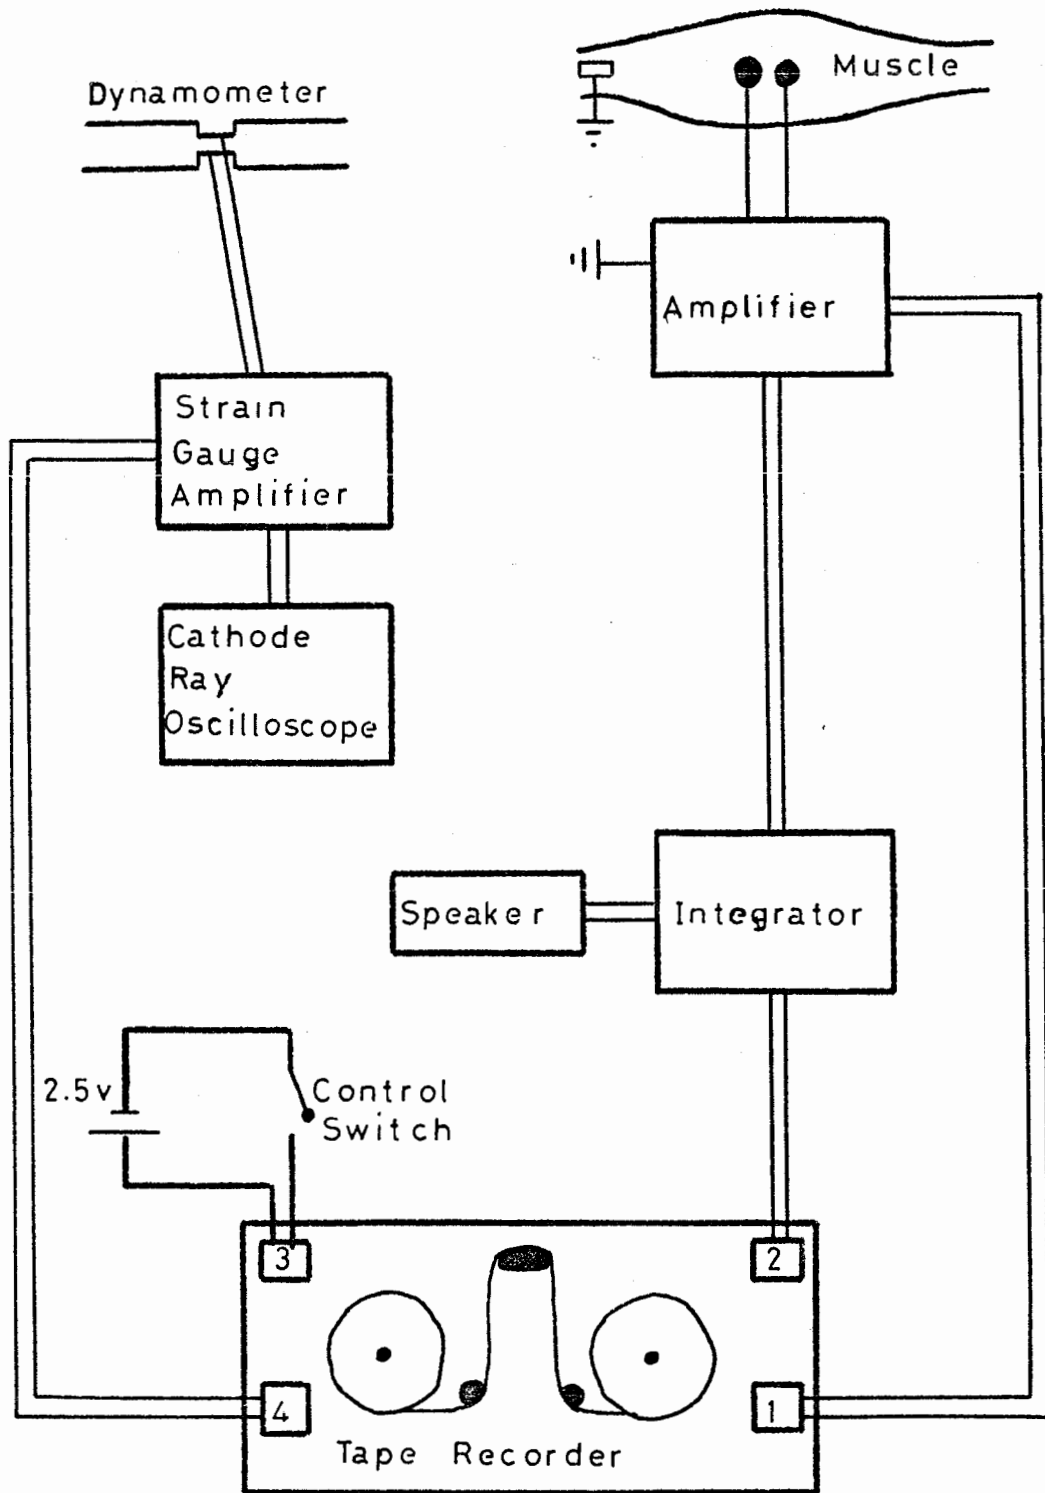 Dynamometer
Muscle
Amplifier
Strain
Gauge
Amplifier
Cathode
Ray
Oscilloscope
Speaker
Integrator
2.5v
Control
Switch
3
2
4
1
Tape Recorder